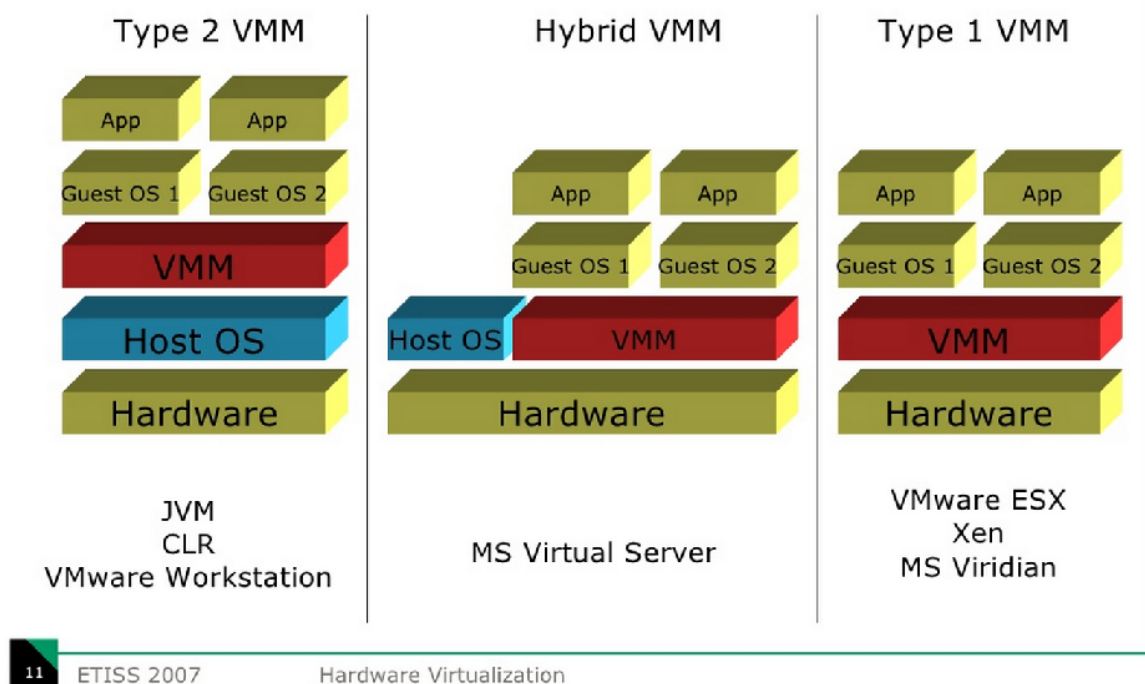 Type 2 VMM
App App
Guest OS 1 Guest OS 2
VMM
Host OS
Hardware
JVM
CLR
VMware Workstation
Hybrid VMM
App App
Guest OS 1 Guest OS 2
Host OS VMM
Hardware
MS Virtual Server
Type 1 VMM
App App
Guest OS 1 Guest OS 2
VMM
Hardware
VMware ESX
Xen
MS Viridian
11 ETISS 2007 Hardware Virtualization